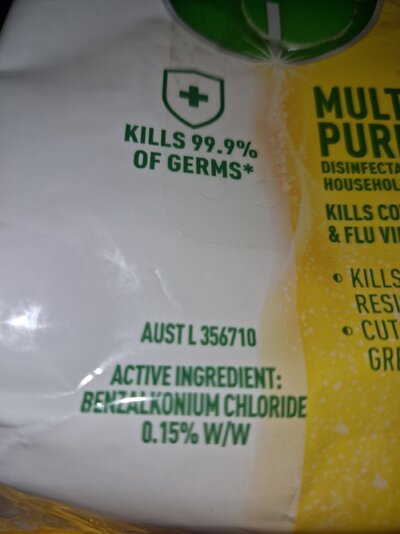 KILLS 99.9%
OF GERMS*
AUST L 356710
ACTIVE INGREDIENT:
BENZALKONIUM CHLORIDE
0.15% W/W
MULT
PUR
DISINFECTA
HOUSEHOL
KILLS CO
& FLU VI
• KILLS
RESI
• CUT
GR